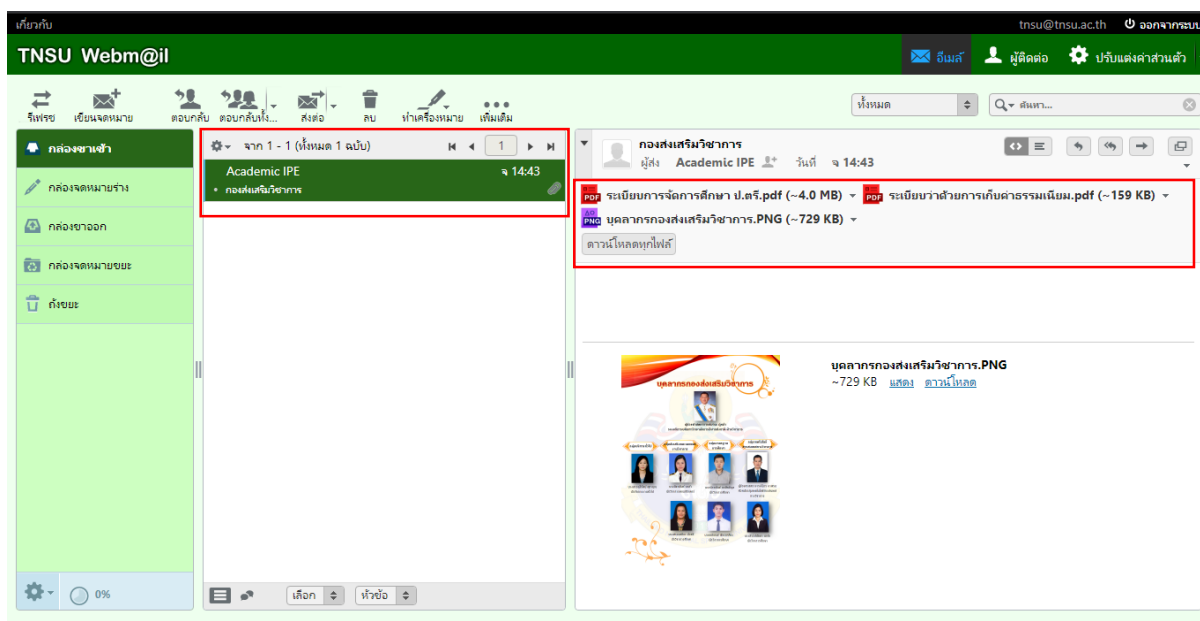 เกี่ยวกับ
tnsu@tnsu.ac.th ออกจากระบบ
TNSU Webm@il
อีเมล์ ผู้ติดต่อ ปรับแต่งค่าส่วนตัว
รีเฟรช เขียนจดหมาย ตอบกลับ ตอบกลับทั้ง... ส่งต่อ ลบ ทำเครื่องหมาย เพิ่มเติม
ทั้งหมด ค้นหา...
กล่องขาเข้า
กล่องจดหมายร่าง
กล่องขาออก
กล่องจดหมายขยะ
ถังขยะ
0%
จาก 1 - 1 (ทั้งหมด 1 ฉบับ) 1
Academic IPE จ 14:43
กองส่งเสริมวิชาการ
เลือก หัวข้อ
กองส่งเสริมวิชาการ
ผู้ส่ง Academic IPE วันที่ จ 14:43
ระเบียบการจัดการศึกษา ป.ตรี.pdf (~4.0 MB) ระเบียบว่าด้วยการเก็บค่าธรรมเนียม.pdf (~159 KB)
บุคลากรกองส่งเสริมวิชาการ.PNG (~729 KB)
ดาวน์โหลดทุกไฟล์
บุคลากรกองส่งเสริมวิชาการ
บุคลากรกองส่งเสริมวิชาการ.PNG
~729 KB แสดง ดาวน์โหลด